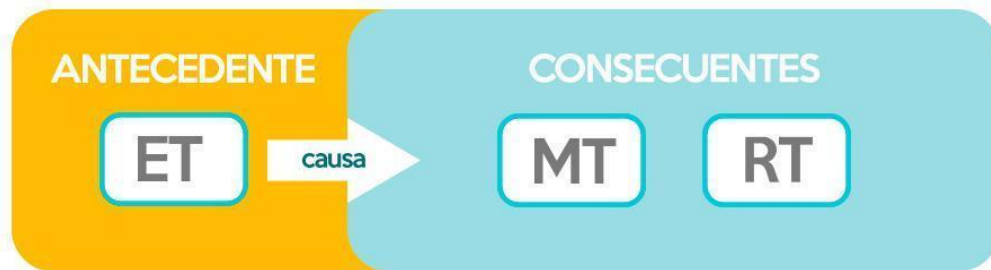 ANTECEDENTE
CONSECUENTES
ET
causa
MT
RT